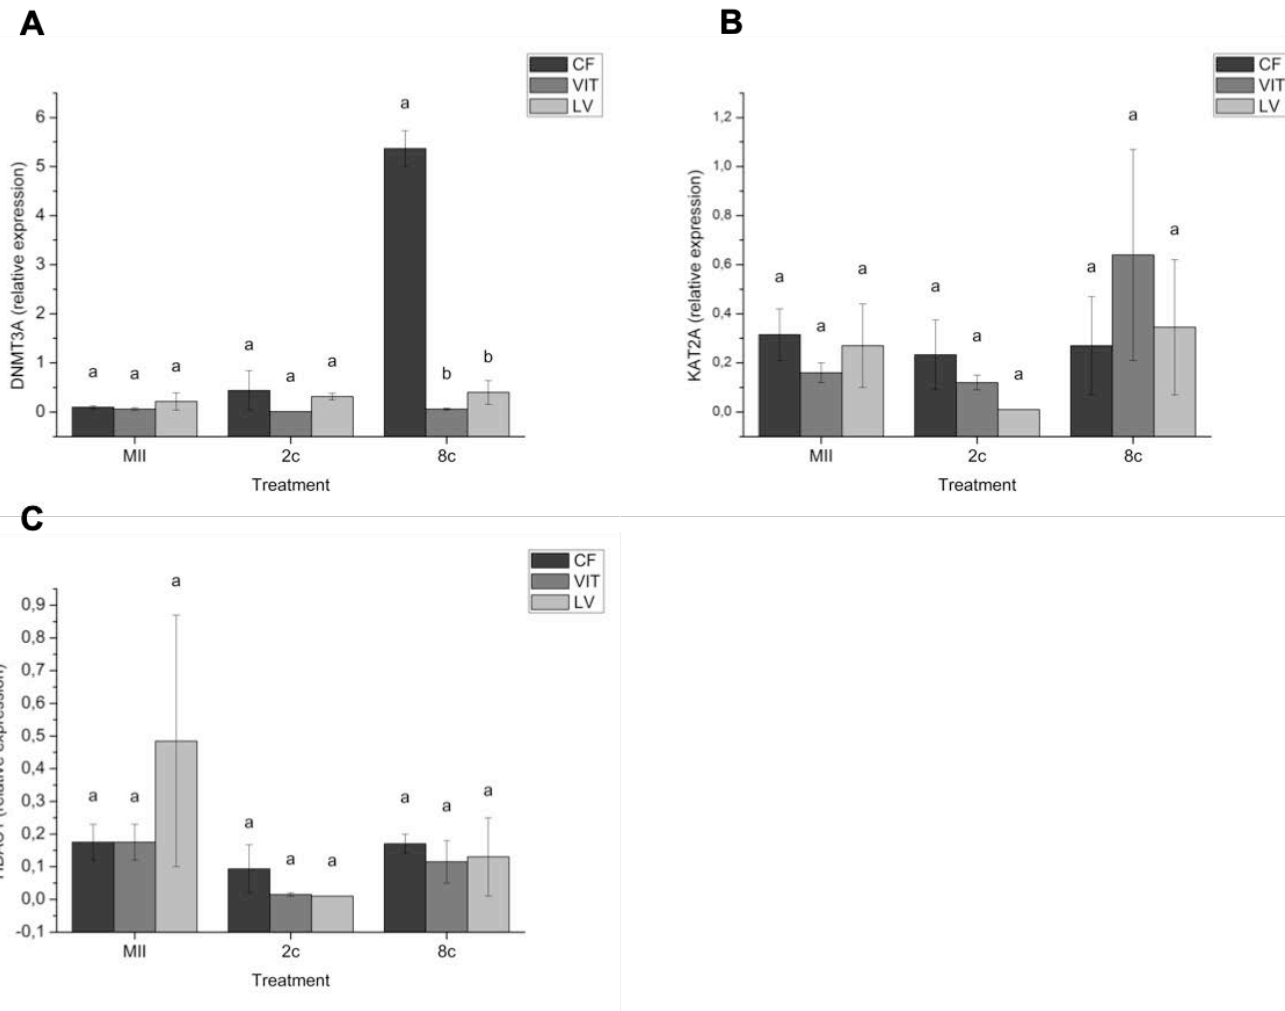 A
CF
VIT
LV
6
5
4
3
2
1
0
DNMT3A (relative expression)
a
a
a
a
a
a
a
b
b
MII
2c
8c
Treatment
B
CF
VIT
LV
1,2
1,0
0,8
0,6
0,4
0,2
0,0
KAT2A (relative expression)
a
a
a
a
a
a
a
a
a
MII
2c
8c
Treatment
C
CF
VIT
LV
0,9
0,8
0,7
0,6
0,5
0,4
0,3
0,2
0,1
0,0
-0,1
a
a
a
a
a
a
a
a
a
MII
2c
8c
Treatment